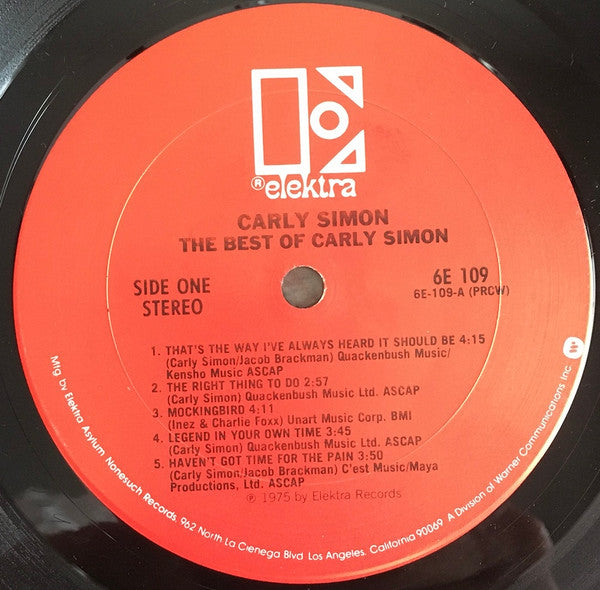 ® elektra
CARLY SIMON
THE BEST OF CARLY SIMON
SIDE ONE
STEREO
6E 109
6E-109-A (PRCW)
1. THAT'S THE WAY I'VE ALWAYS HEARD IT SHOULD BE 4:15
(Carly Simon/Jacob Brackman) Quackenbush Music/
Kensho Music ASCAP
2. THE RIGHT THING TO DO 2:57
(Carly Simon) Quackenbush Music Ltd. ASCAP
3. MOCKINGBIRD 4:11
(Inez & Charlie Foxx) Unart Music Corp. BMI
4. LEGEND IN YOUR OWN TIME 3:45
(Carly Simon) Quackenbush Music Ltd. ASCAP
5. HAVEN'T GOT TIME FOR THE PAIN 3:50
(Carly Simon/Jacob Brackman) C'est Music/Maya
Productions, Ltd. ASCAP
℗ 1975 by Elektra Records
Mfg by Elektra Asylum Nonesuch Records, 962 North La Cienega Blvd. Los Angeles, California 90069 A Division of Warner Communications Inc.